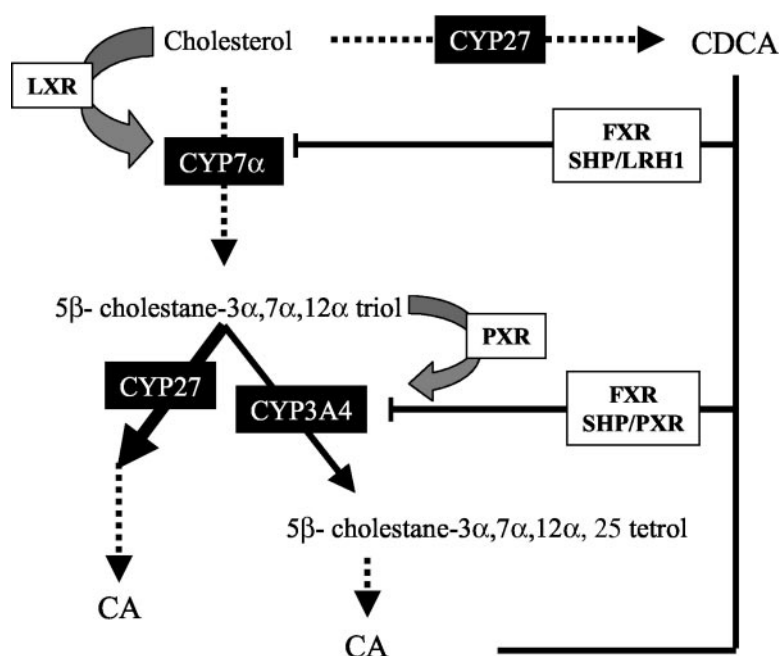 Cholesterol
CYP27
CDCA
LXR
FXR
SHP/LRH1
CYP7α
5β- cholestane-3α,7α,12α triol
PXR
CYP27
CYP3A4
FXR
SHP/PXR
5β- cholestane-3α,7α,12α, 25 tetrol
CA
CA